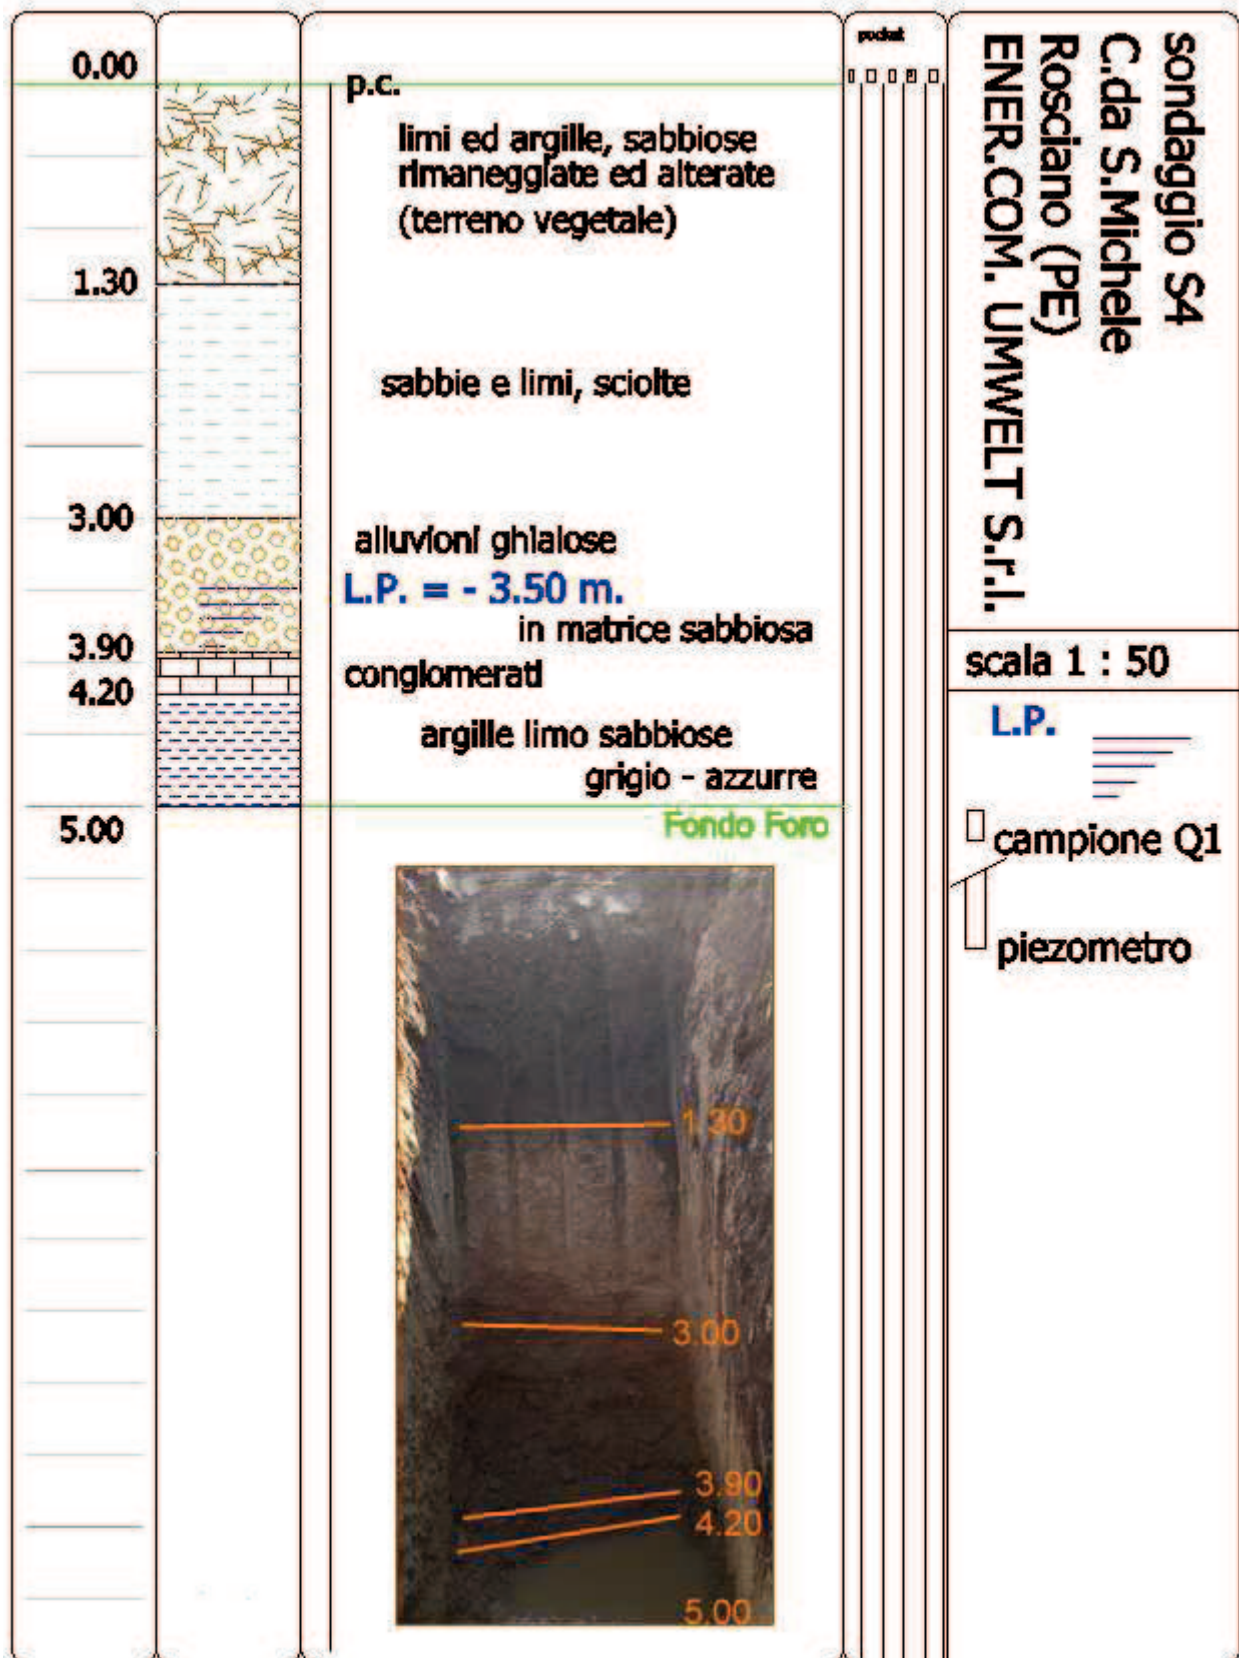 0.00
p.c.
limi ed argille, sabbiose
rimaneggiate ed alterate
(terreno vegetale)
1.30
sabbie e limi, sciolte
3.00
alluvioni ghiaiose
L.P. = - 3.50 m.
in matrice sabbiosa
3.90
conglomerati
4.20
argille limo sabbiose
grigio - azzurre
Fondo Foro
5.00
1.30
3.00
3.90
4.20
5.00
pocket
sondaggio S4
C.da S.Michele
Rosciano (PE)
ENER.COM. UMWELT S.r.l.
scala 1 : 50
L.P.
campione Q1
piezometro